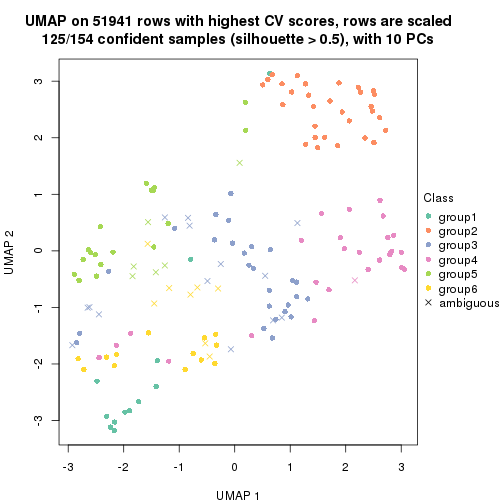 UMAP on 51941 rows with highest CV scores, rows are scaled
125/154 confident samples (silhouette > 0.5), with 10 PCs
UMAP 2
3
2
1
0
-1
-2
-3
-3 -2 -1 0 1 2 3
UMAP 1
Class
group1
group2
group3
group4
group5
group6
ambiguous